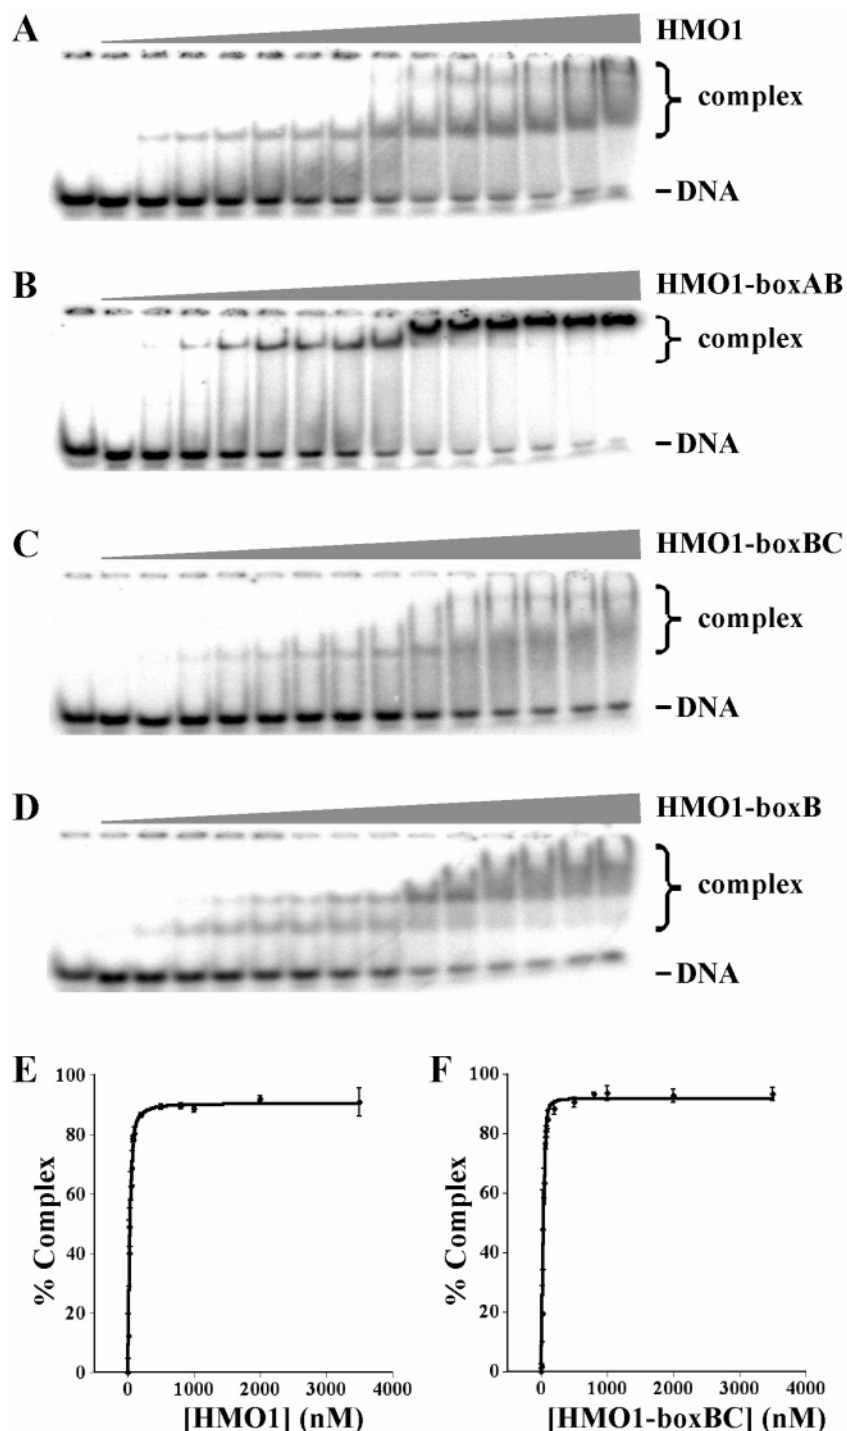 A
HMO1
complex
DNA
B
HMO1-boxAB
complex
DNA
C
HMO1-boxBC
complex
DNA
D
HMO1-boxB
complex
DNA
E
100
80
60
40
20
0
% Complex
0 1000 2000 3000 4000
[HMO1] (nM)
F
100
80
60
40
20
0
% Complex
0 1000 2000 3000 4000
[HMO1-boxBC] (nM)